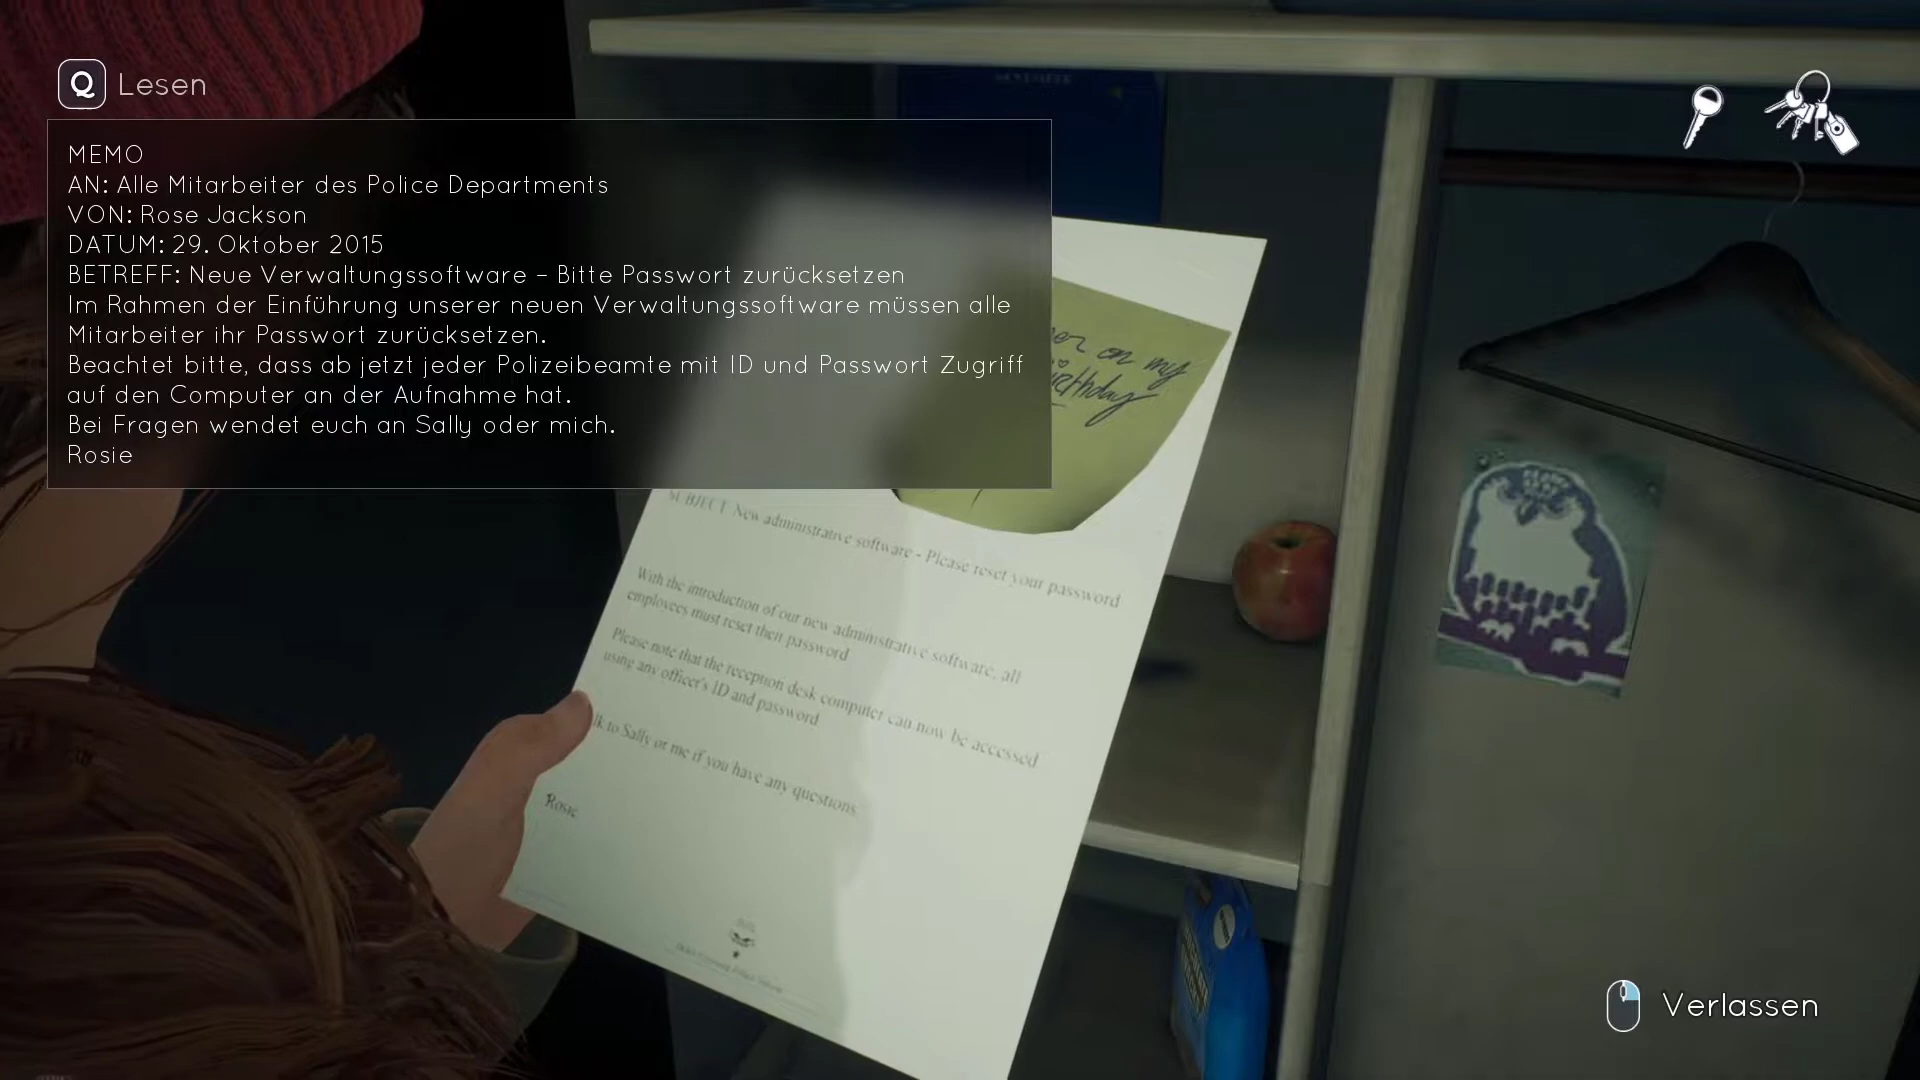 Q Lesen
MEMO
AN: Alle Mitarbeiter des Police Departments
VON: Rose Jackson
DATUM: 29. Oktober 2015
BETREFF: Neue Verwaltungssoftware – Bitte Passwort zurücksetzen
Im Rahmen der Einführung unserer neuen Verwaltungssoftware müssen alle
Mitarbeiter ihr Passwort zurücksetzen.
Beachtet bitte, dass ab jetzt jeder Polizeibeamte mit ID und Passwort Zugriff
auf den Computer an der Aufnahme hat.
Bei Fragen wendet euch an Sally oder mich.
Rosie
on my
birthday
SUBJECT New administrative software - Please reset your password
With the introduction of our new administrative software, all
employees must reset their password
Please note that the reception desk computer can now be accessed
using any officer's ID and password
to Sally or me if you have any questions.
Rosie
Verlassen